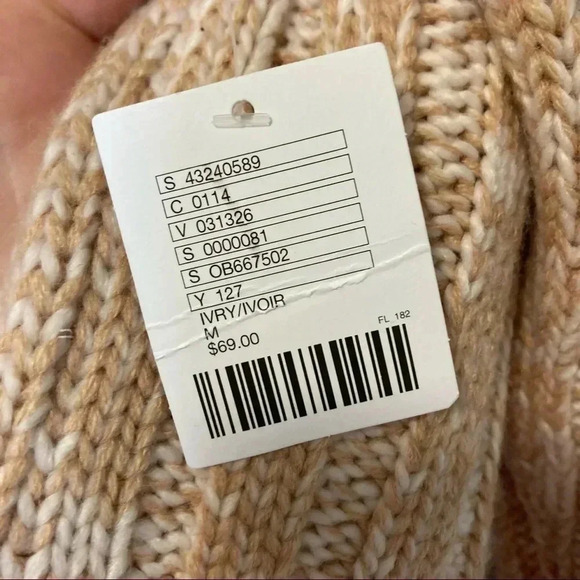 S 43240589
C 0114
V 031326
S 0000081
S OB667502
Y 127
IVRY/IVOIR
M
$69.00
FL 182